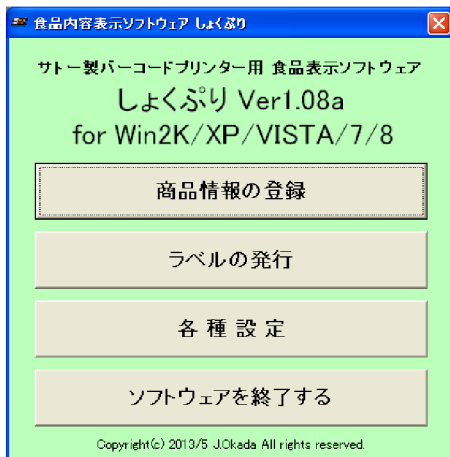 食品内容表示ソフトウェア しょくぷり
サトー製バーコードプリンター用 食品表示ソフトウェア
しょくぷり Ver1.08a
for Win2K/XP/VISTA/7/8
商品情報の登録
ラベルの発行
各 種 設 定
ソフトウェアを終了する
Copyright(c) 2013/5 J.Okada All rights reserved.